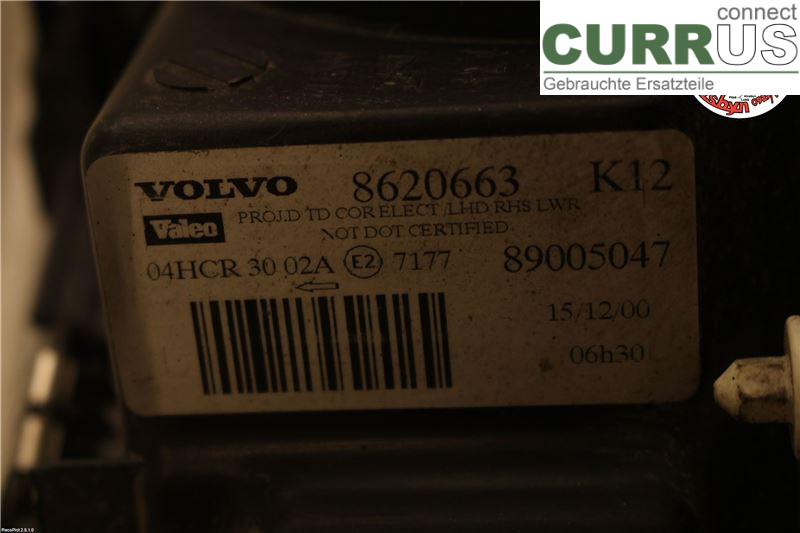 connect
CURRUS
Gebrauchte Ersatzteile
VOLVO 8620663 K12
Valeo PROJ.D TD COR ELECT /LHD RHS LWR
NOT DOT CERTIFIED
04HCR 30 02A E2 7177 89005047
15/12/00
06h30